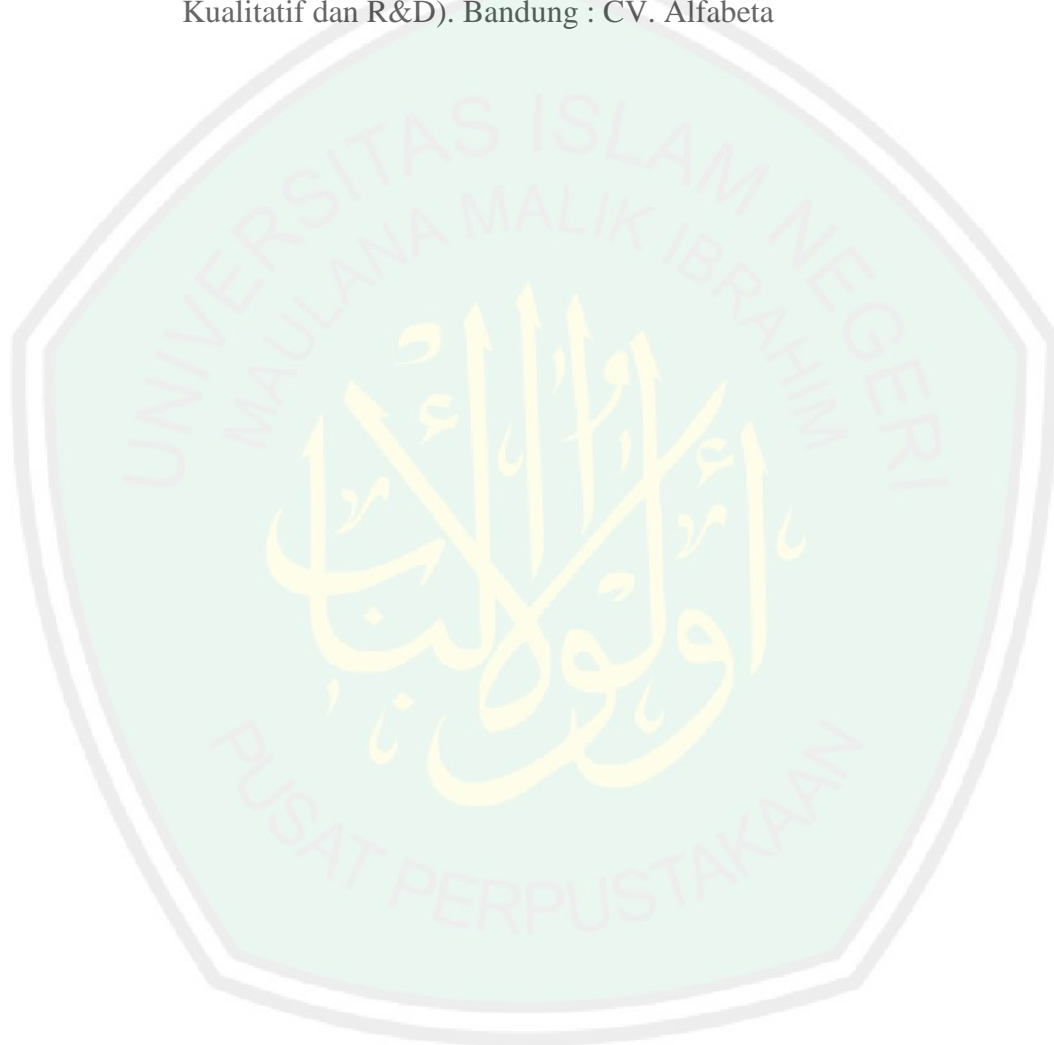 Kualitatif dan R&D). Bandung : CV. Alfabeta
UNIVERSITAS ISLAM NEGERI
MAULANA MALIK IBRAHIM
أولو الألباب
PUSAT PERPUSTAKAAN